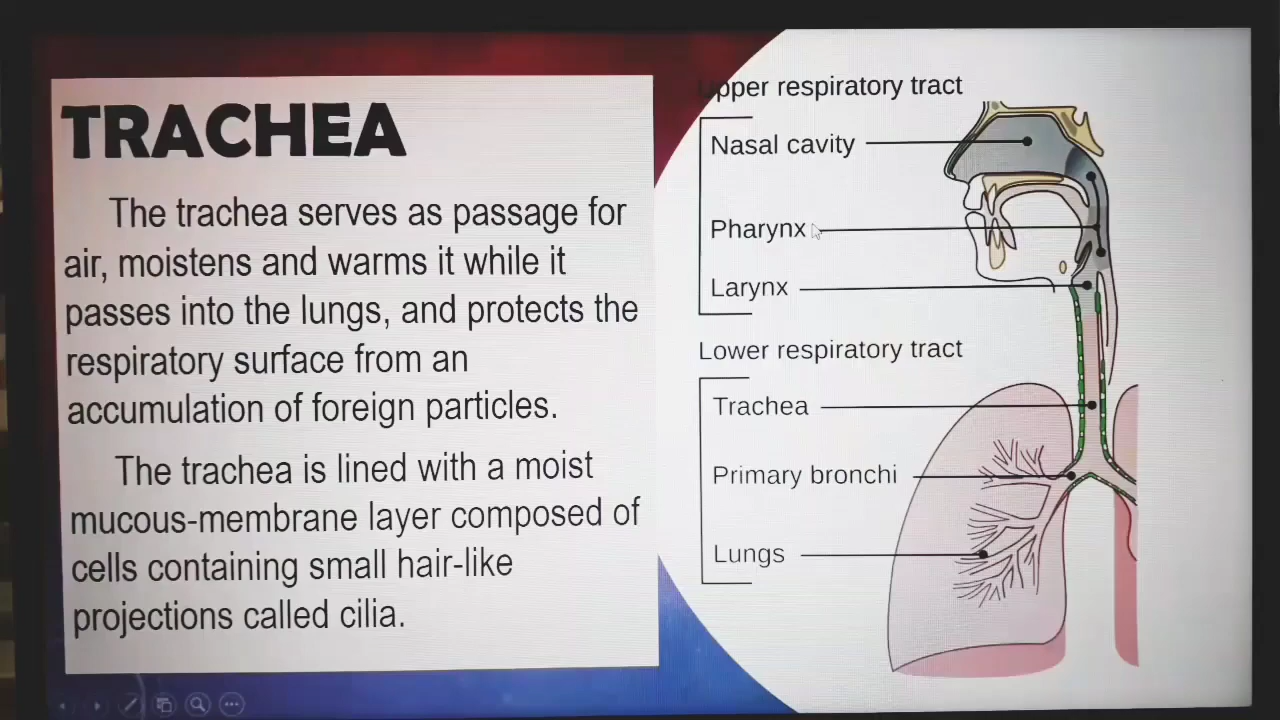 TRACHEA
The trachea serves as passage for
air, moistens and warms it while it
passes into the lungs, and protects the
respiratory surface from an
accumulation of foreign particles.
The trachea is lined with a moist
mucous-membrane layer composed of
cells containing small hair-like
projections called cilia.
Upper respiratory tract
Nasal cavity
Pharynx
Larynx
Lower respiratory tract
Trachea
Primary bronchi
Lungs